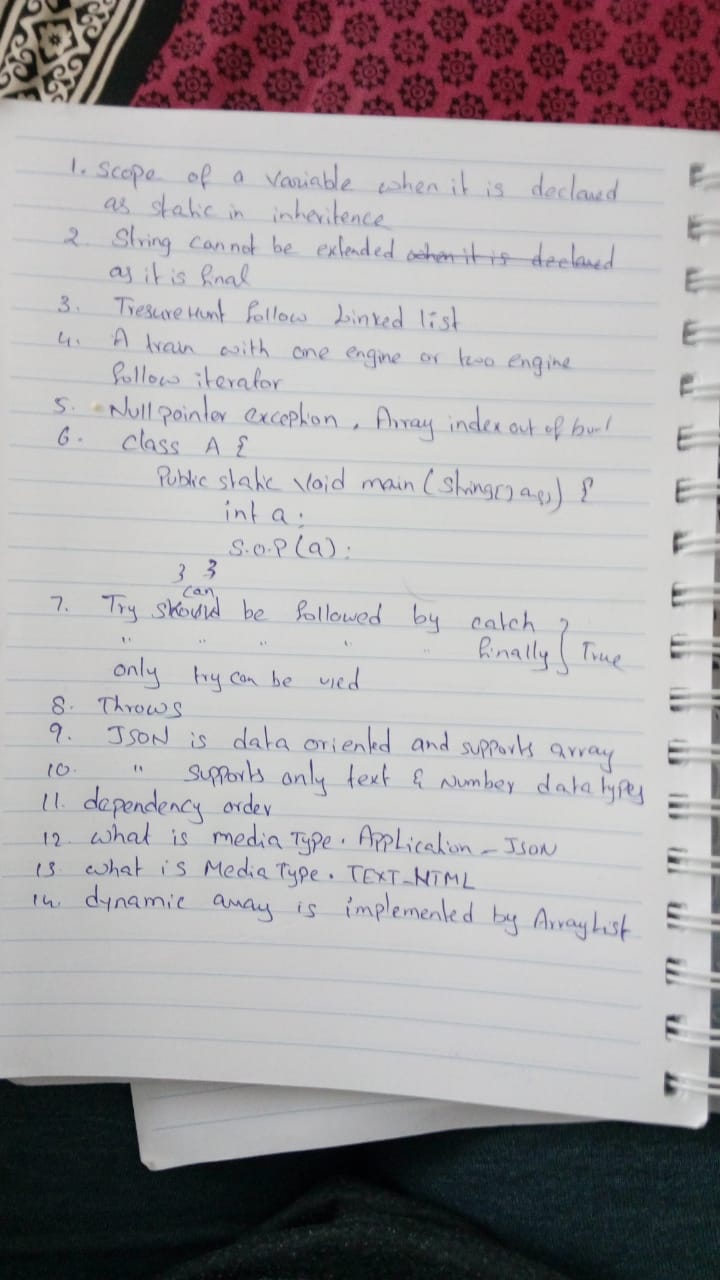 1. Scope of a variable when it is declared
as static in inheritence
2. String cannot be extended when it is declared
as it is final
3. Tresure Hunt follow Linked list
4. A train with one engine or two engine
follow iterator
5. Null pointer exception, Array index out of
6. class A {
Public static void main (String[] args) {
int a;
S.O.P(a);
} }
can
7. Try should be followed by catch }
" " " " " finally } True
only try can be used
8. Throws
9. JSON is data oriented and supports array
10. " supports only text & Number data types
11. dependency order
12. what is media Type. Application_JSON
13. what is Media Type. TEXT_HTML
14. dynamic array is implemented by ArrayList